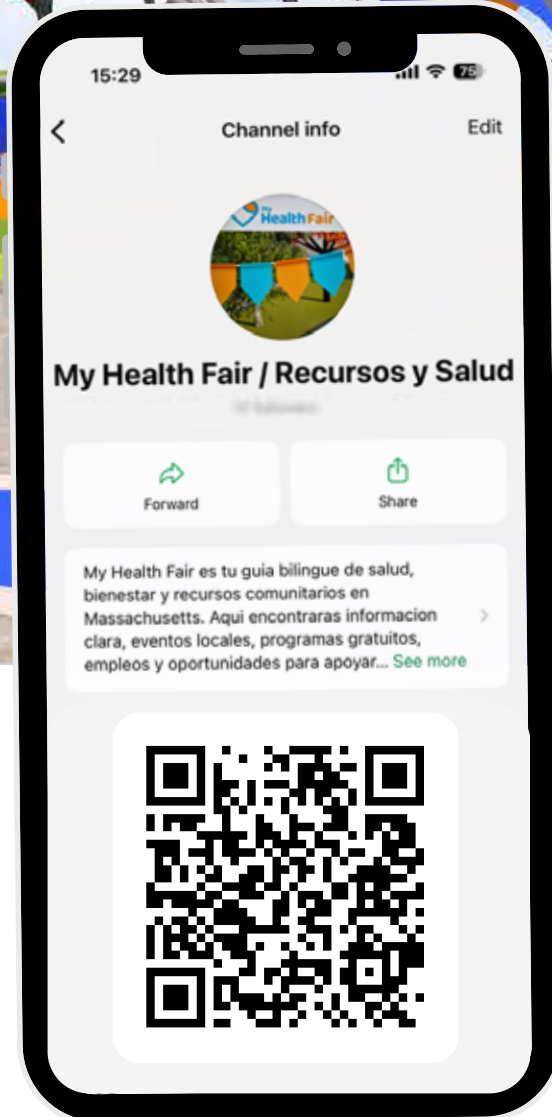 15:29
75
Channel info
Edit
My
Health Fair
My Health Fair / Recursos y Salud
Forward
Share
My Health Fair es tu guia bilingue de salud,
bienestar y recursos comunitarios en
Massachusetts. Aqui encontraras informacion
clara, eventos locales, programas gratuitos,
empleos y oportunidades para apoyar... See more